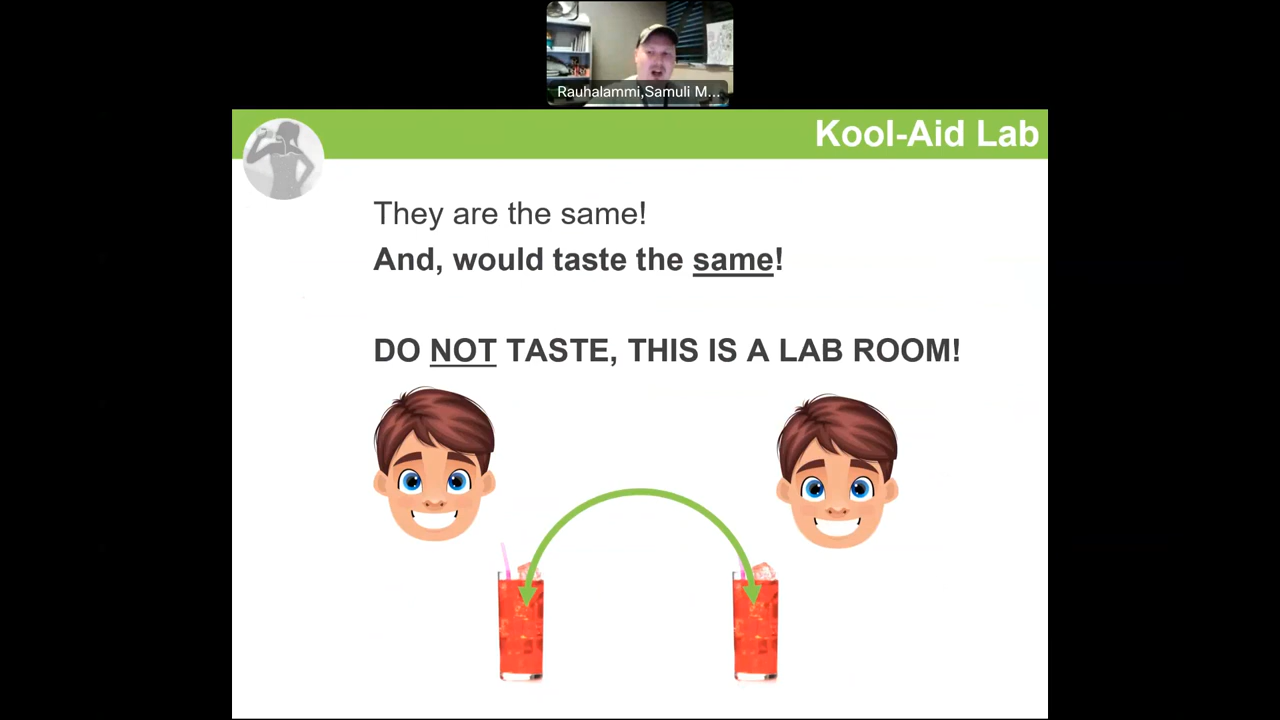 Rauhalammi,Samuli M...
Kool-Aid Lab
They are the same!
And, would taste the same!
DO NOT TASTE, THIS IS A LAB ROOM!